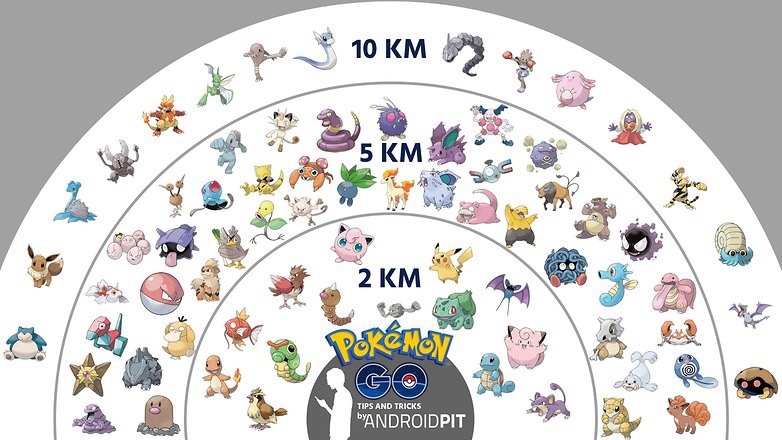 10 KM
5 KM
2 KM
POKéMON
GO
TIPS AND TRICKS
by ANDROIDPIT